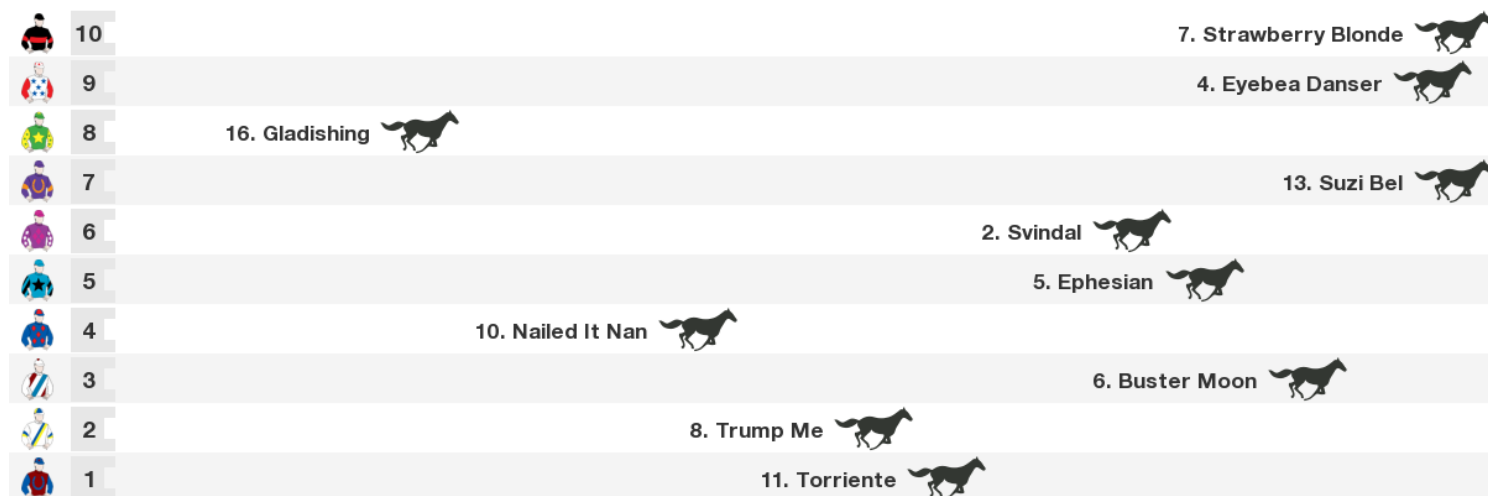 10 7. Strawberry Blonde
9 4. Eyebea Danser
8 16. Gladishing
7 13. Suzi Bel
6 2. Svindal
5 5. Ephesian
4 10. Nailed It Nan
3 6. Buster Moon
2 8. Trump Me
1 11. Torriente